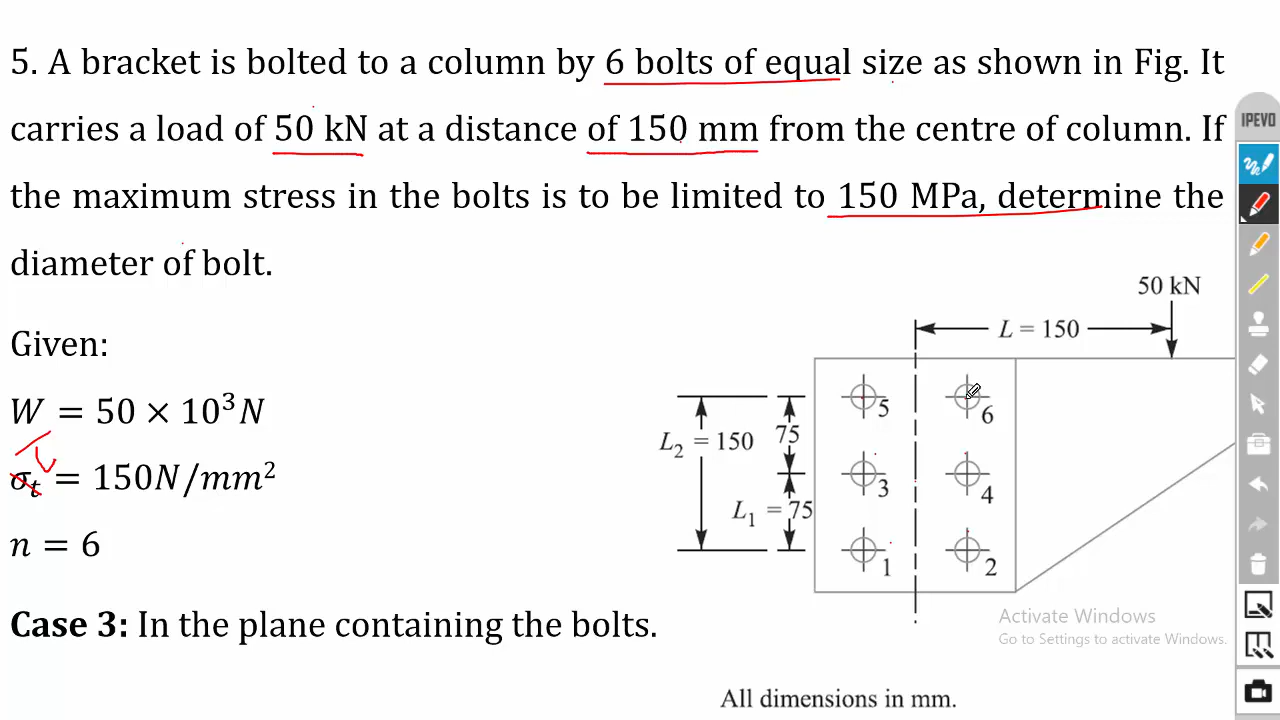 5. A bracket is bolted to a column by 6 bolts of equal size as shown in Fig. It
carries a load of 50 kN at a distance of 150 mm from the centre of column. If
the maximum stress in the bolts is to be limited to 150 MPa, determine the
diameter of bolt.
IPEVO
50 kN
L = 150
Given:
W = 50 × 10³N
σt = 150N/mm²
n = 6
5
6
L₂ = 150
75
3
4
L₁ = 75
1
2
Case 3: In the plane containing the bolts.
Activate Windows
Go to Settings to activate Windows.
All dimensions in mm.